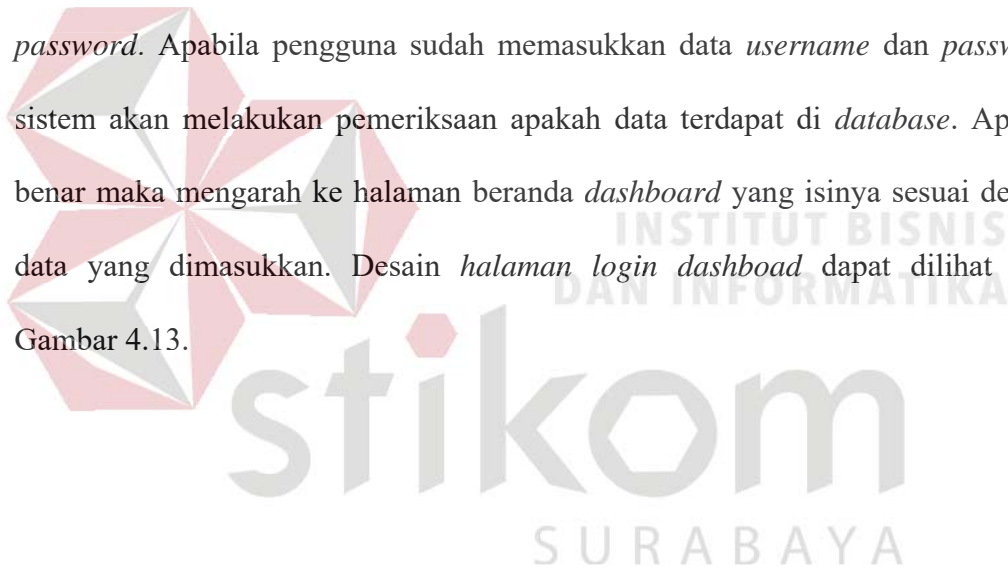 password. Apabila pengguna sudah memasukkan data username dan passw
sistem akan melakukan pemeriksaan apakah data terdapat di database. Ap
benar maka mengarah ke halaman beranda dashboard yang isinya sesuai de
INSTITUT BISNIS
data yang dimasukkan. Desain halaman login dashboad dapat dilihat
DAN INFORMATIKA
Gambar 4.13.
stikom
SURABAYA